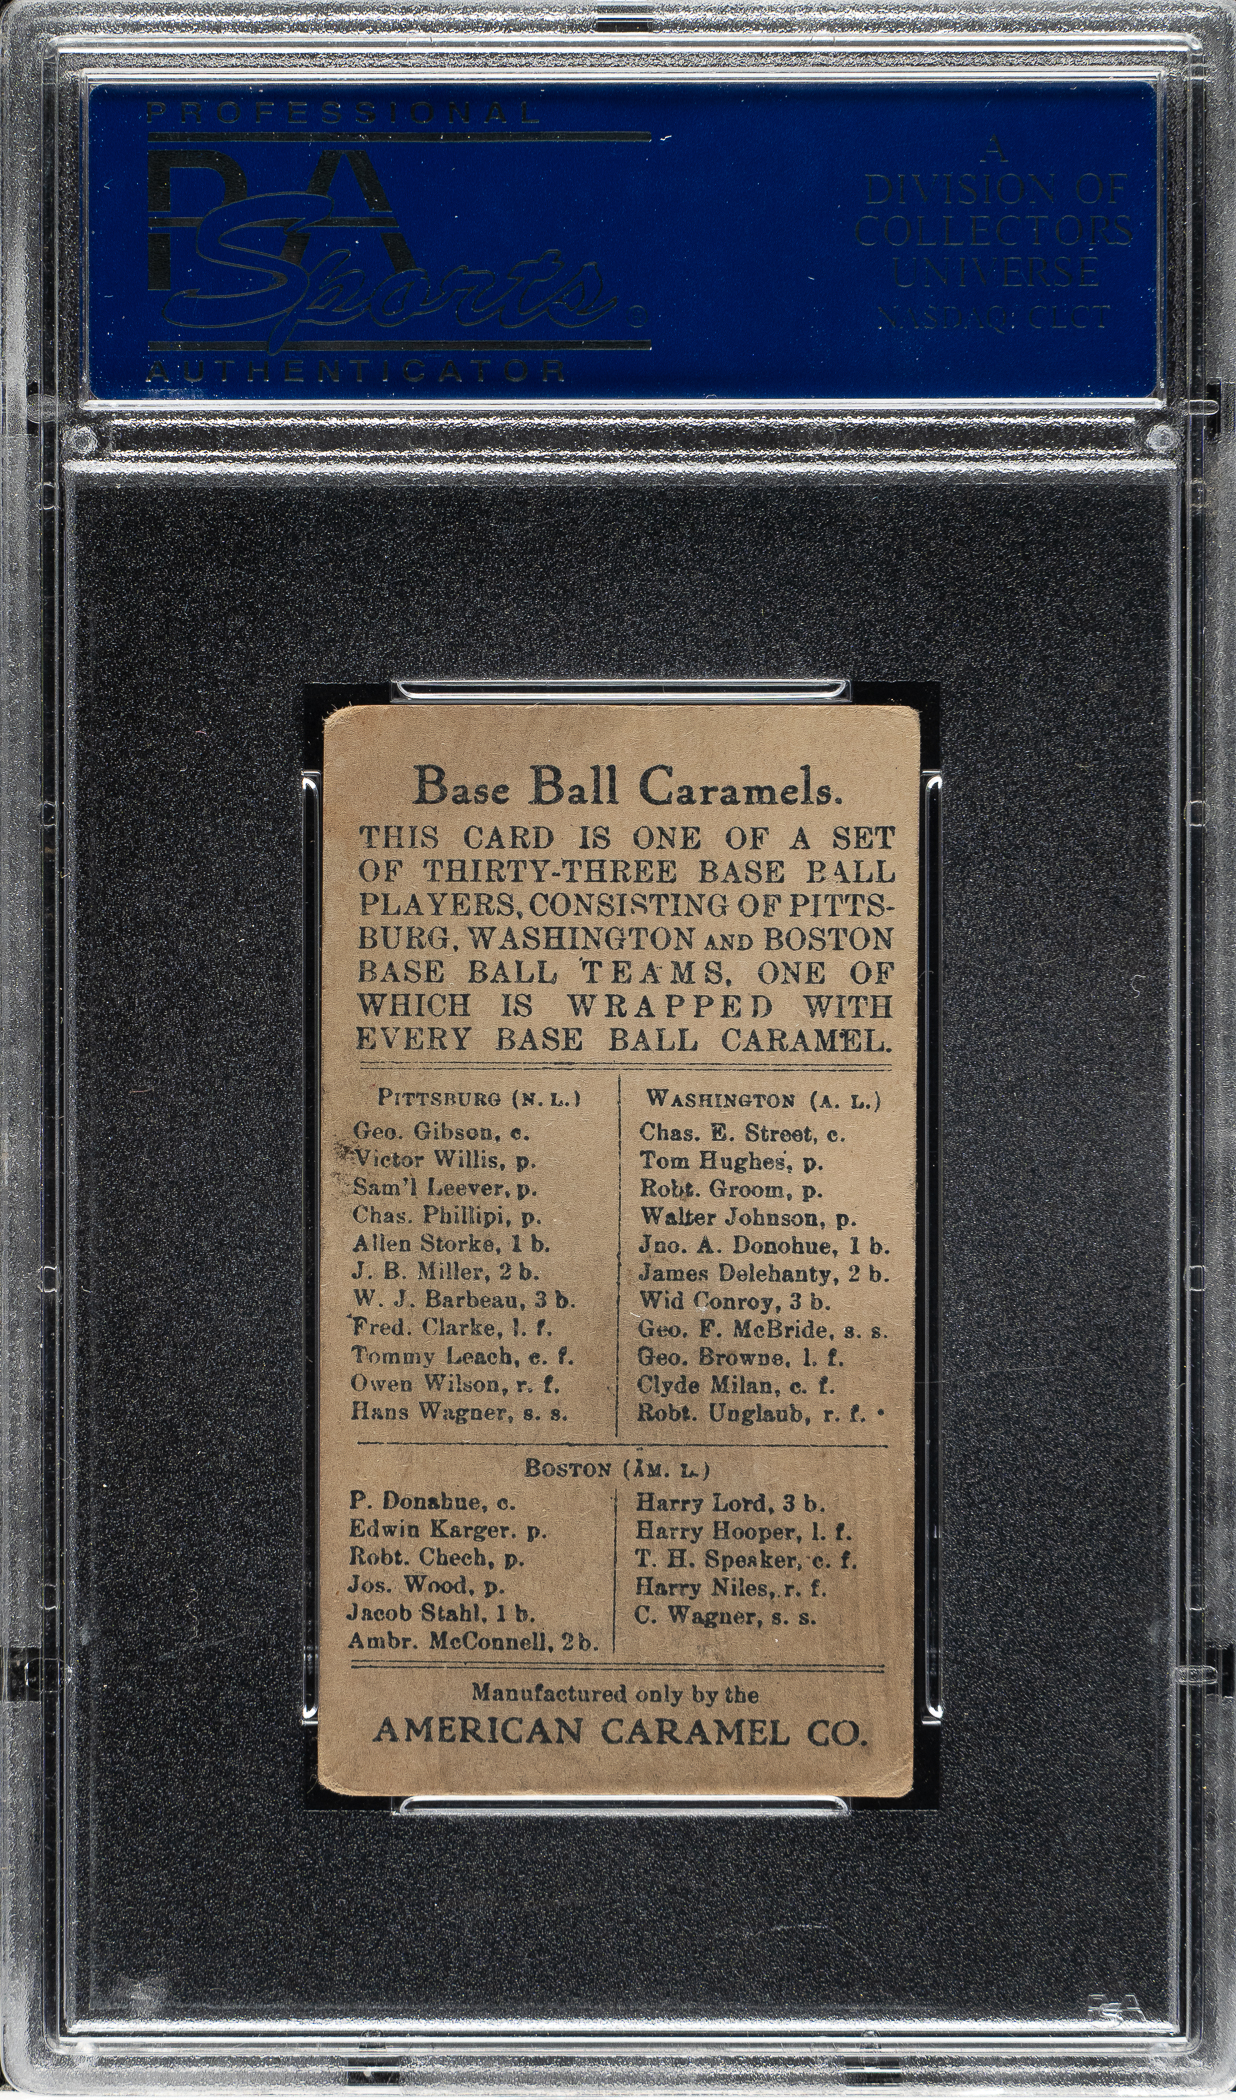 PROFESSIONAL
PSA
Sports ®
AUTHENTICATOR
A
DIVISION OF
COLLECTORS
UNIVERSE
NASDAQ: CLCT
Base Ball Caramels.
THIS CARD IS ONE OF A SET
OF THIRTY-THREE BASE BALL
PLAYERS, CONSISTING OF PITTS-
BURG, WASHINGTON AND BOSTON
BASE BALL TEAMS, ONE OF
WHICH IS WRAPPED WITH
EVERY BASE BALL CARAMEL.
PITTSBURG (N. L.)
Geo. Gibson, c.
Victor Willis, p.
Sam'l Leever, p.
Chas. Phillipi, p.
Allen Storke, 1 b.
J. B. Miller, 2 b.
W. J. Barbeau, 3 b.
Fred. Clarke, l. f.
Tommy Leach, c. f.
Owen Wilson, r. f.
Hans Wagner, s. s.
WASHINGTON (A. L.)
Chas. E. Street, c.
Tom Hughes, p.
Robt. Groom, p.
Walter Johnson, p.
Jno. A. Donohue, 1 b.
James Delehanty, 2 b.
Wid Conroy, 3 b.
Geo. F. McBride, s. s.
Geo. Browne, l. f.
Clyde Milan, c. f.
Robt. Unglaub, r. f.
BOSTON (AM. L.)
P. Donahue, c.
Edwin Karger. p.
Robt. Chech, p.
Jos. Wood, p.
Jacob Stahl, 1 b.
Ambr. McConnell, 2 b.
Harry Lord, 3 b.
Harry Hooper, l. f.
T. H. Speaker, c. f.
Harry Niles, r. f.
C. Wagner, s. s.
Manufactured only by the
AMERICAN CARAMEL CO.
PSA